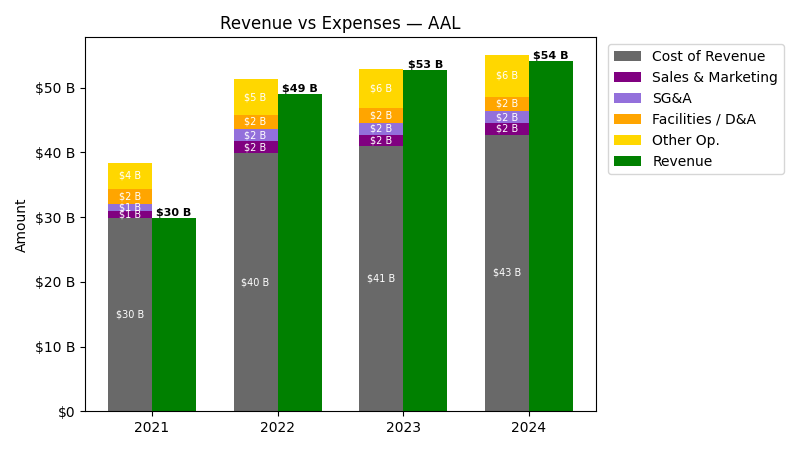 Revenue vs Expenses — AAL
Amount
$50 B
$40 B
$30 B
$20 B
$10 B
$0
$4 B
$2 B
$1 B
$1 B
$30 B
$30 B
$5 B
$2 B
$2 B
$2 B
$40 B
$49 B
$6 B
$2 B
$2 B
$2 B
$41 B
$53 B
$6 B
$2 B
$2 B
$2 B
$43 B
$54 B
2021
2022
2023
2024
Cost of Revenue
Sales & Marketing
SG&A
Facilities / D&A
Other Op.
Revenue